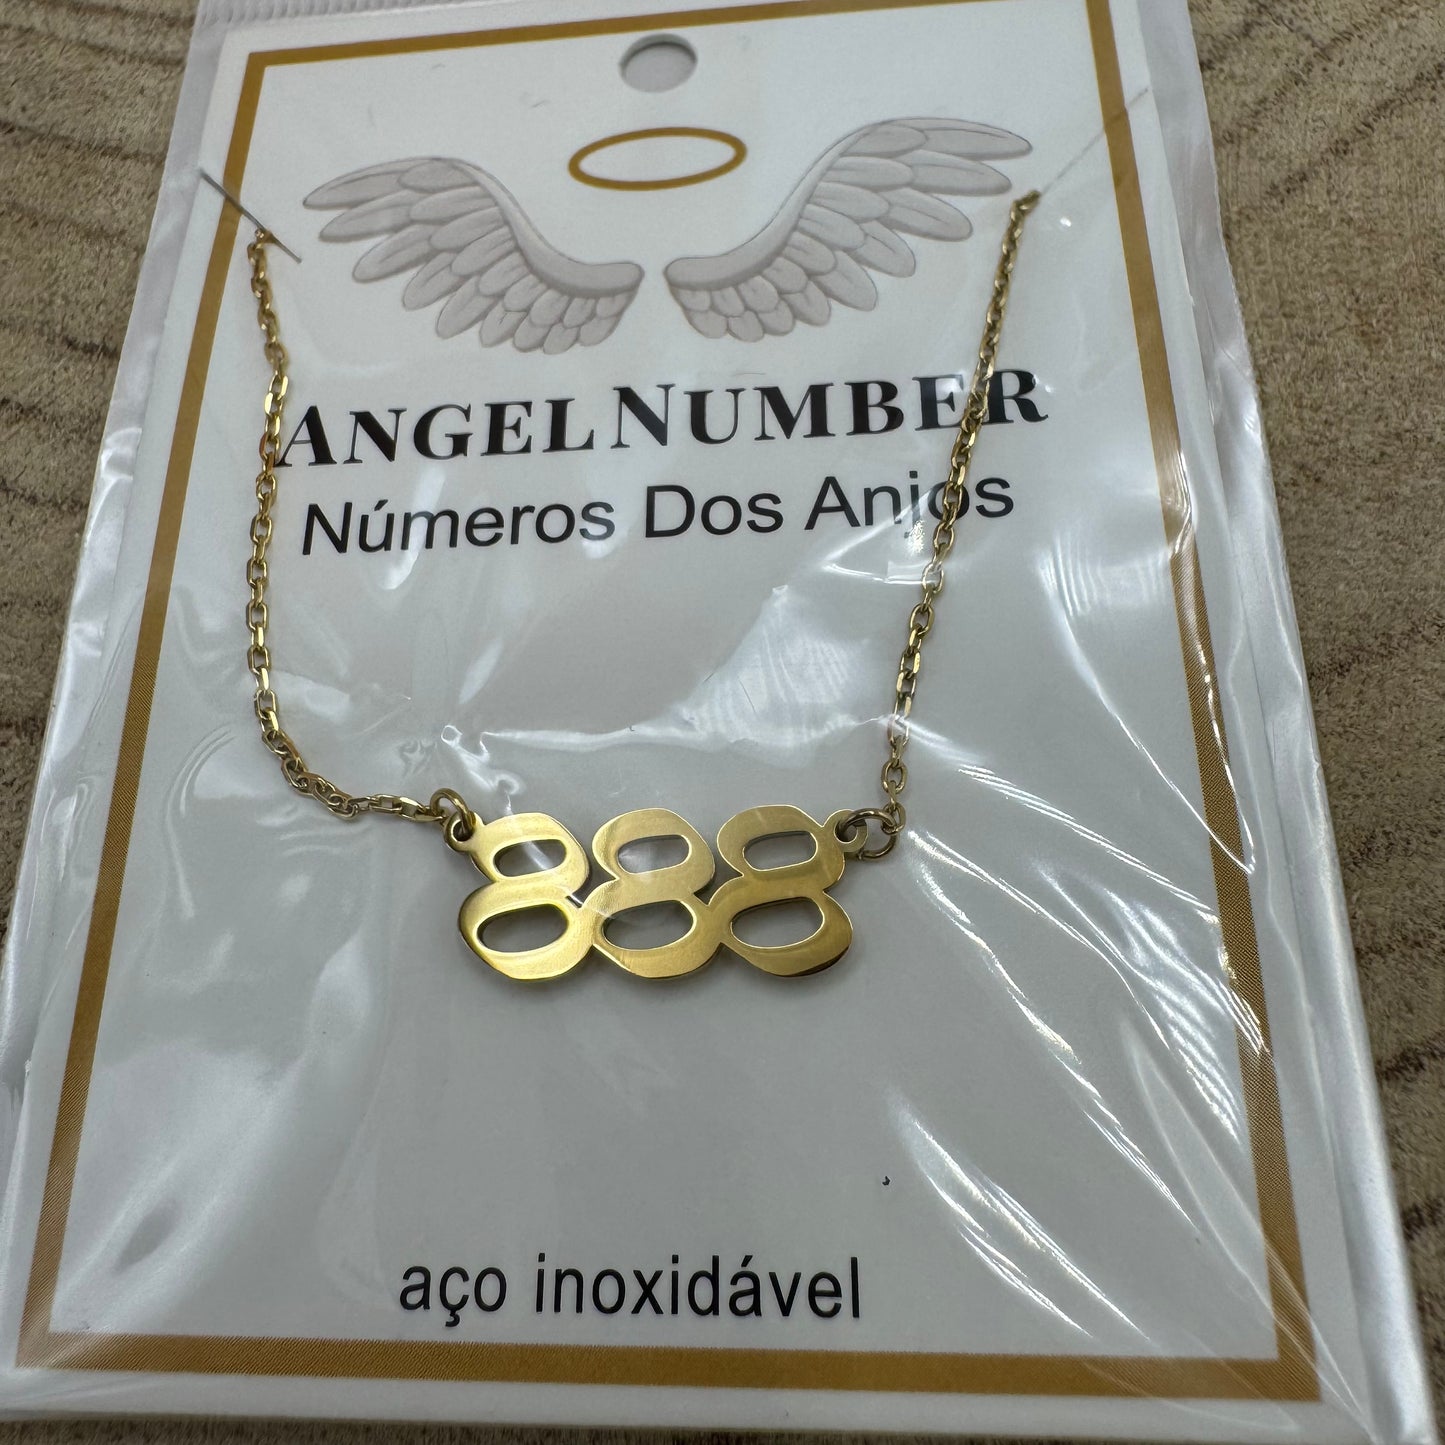 ANGEL NUMBER
Números Dos Anjos
888
aço inoxidável